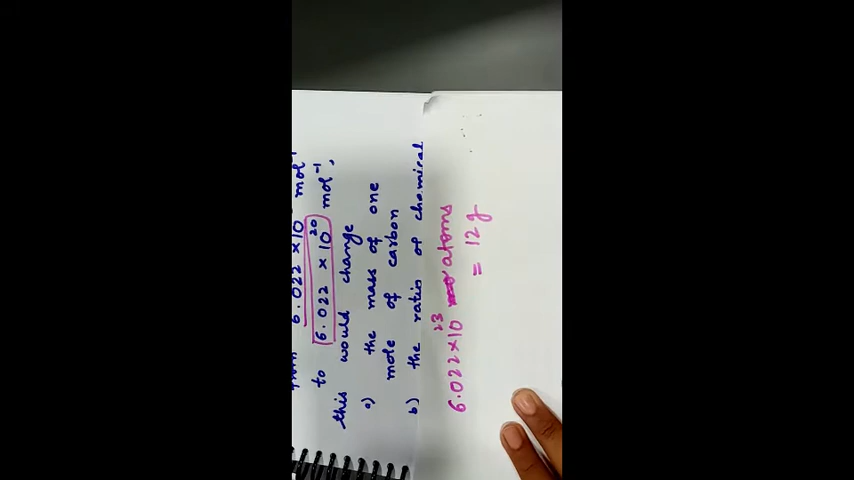 6.022 × 10 mol⁻¹
to 6.022 × 10²⁰ mol⁻¹,
this would change
a) the mass of one
mole of carbon
b) the ratio of chemical
6.022×10²³ atoms
= 12g